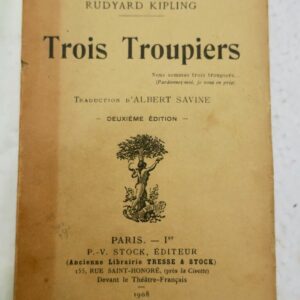 RUDYARD KIPLING
Trois Troupiers
Nous sommes trois troupiers,
(Pardonnez-moi, je vous en prie)
TRADUCTION D'ALBERT SAVINE
- DEUXIÈME ÉDITION -
PARIS. — Iᵉʳ
P.-V. STOCK, ÉDITEUR
(Ancienne Librairie TRESSE & STOCK)
155, RUE SAINT-HONORÉ, (près la Civette)
Devant le Théâtre-Français
1908